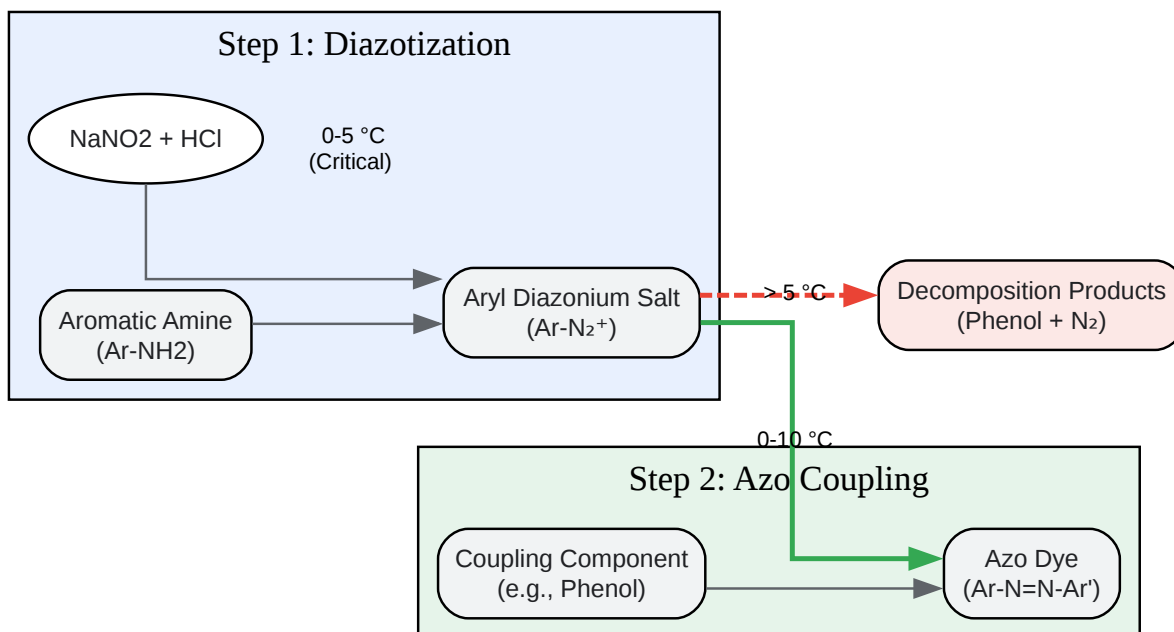 Step 1: Diazotization
NaNO2 + HCl
0-5 °C
(Critical)
Aromatic Amine
(Ar-NH2)
Aryl Diazonium Salt
(Ar-N₂⁺)
> 5 °C
Decomposition Products
(Phenol + N₂)
0-10 °C
Step 2: Azo Coupling
Coupling Component
(e.g., Phenol)
Azo Dye
(Ar-N=N-Ar')